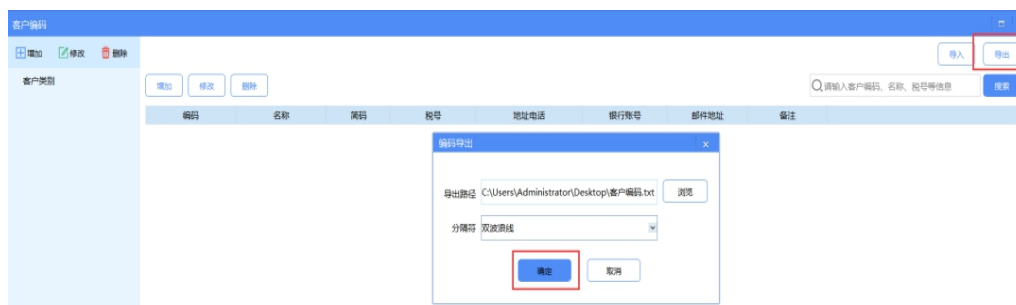 客户编码
增加 修改 删除
导入 导出
客户类别
增加 修改 删除
请输入客户编码、名称、税号等信息 搜索
编码 名称 简码 税号 地址电话 银行账号 邮件地址 备注
编码导出 x
导出路径 C:\Users\Administrator\Desktop\客户编码.txt 浏览
分隔符 双波浪线
确定 取消